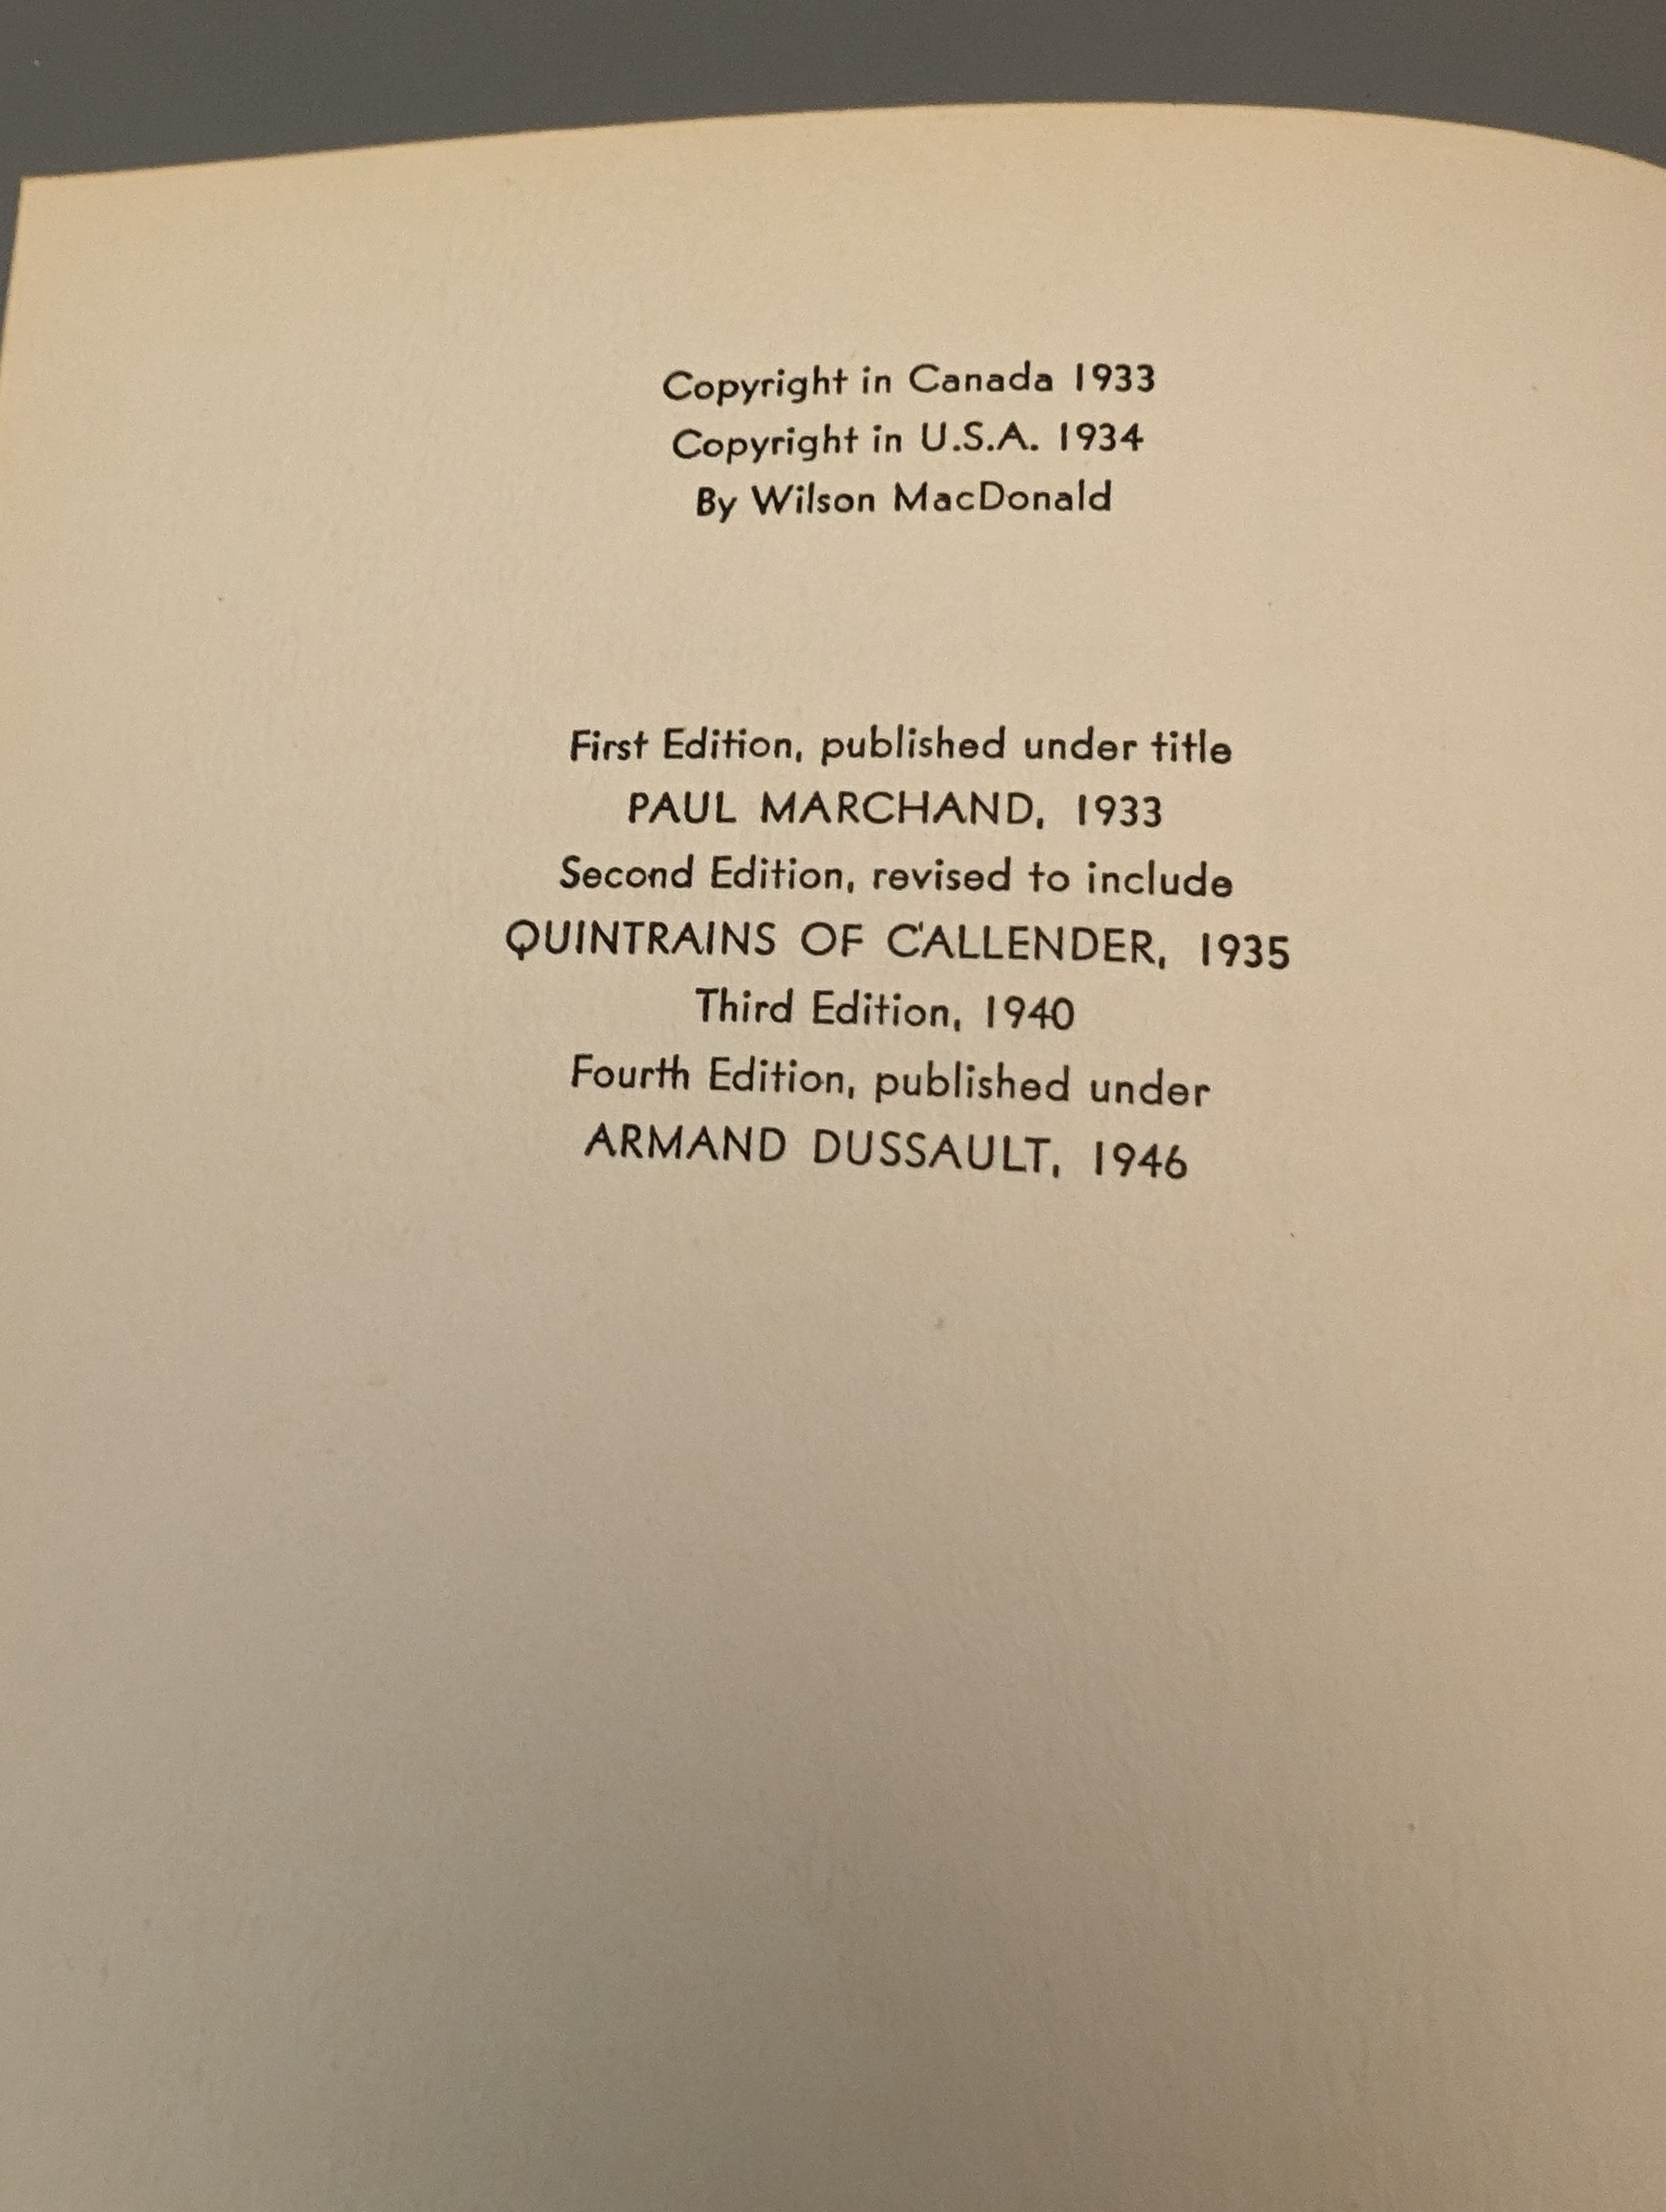 Copyright in Canada 1933
Copyright in U.S.A. 1934
By Wilson MacDonald
First Edition, published under title
PAUL MARCHAND, 1933
Second Edition, revised to include
QUINTRAINS OF C'ALLENDER, 1935
Third Edition, 1940
Fourth Edition, published under
ARMAND DUSSAULT, 1946